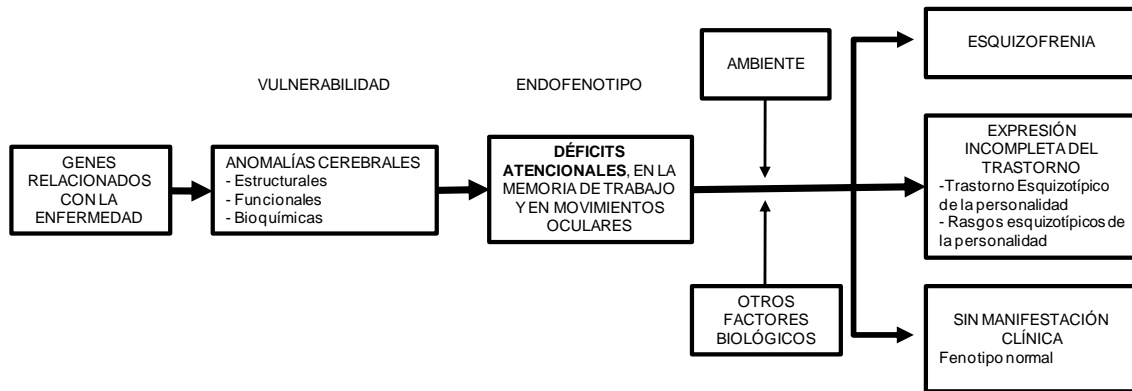 VULNERABILIDAD
ENDOFENOTIPO
GENES
RELACIONADOS
CON LA
ENFERMEDAD
ANOMALÍAS CEREBRALES
- Estructurales
- Funcionales
- Bioquímicas
DÉFICITS
ATENCIONALES, EN LA
MEMORIA DE TRABAJO
Y EN MOVIMIENTOS
OCULARES
AMBIENTE
OTROS
FACTORES
BIOLÓGICOS
ESQUIZOFRENIA
EXPRESIÓN
INCOMPLETA DEL
TRASTORNO
-Trastorno Esquizotípico
de la personalidad
- Rasgos esquizotípicos de
la personalidad
SIN MANIFESTACIÓN
CLÍNICA
Fenotipo normal